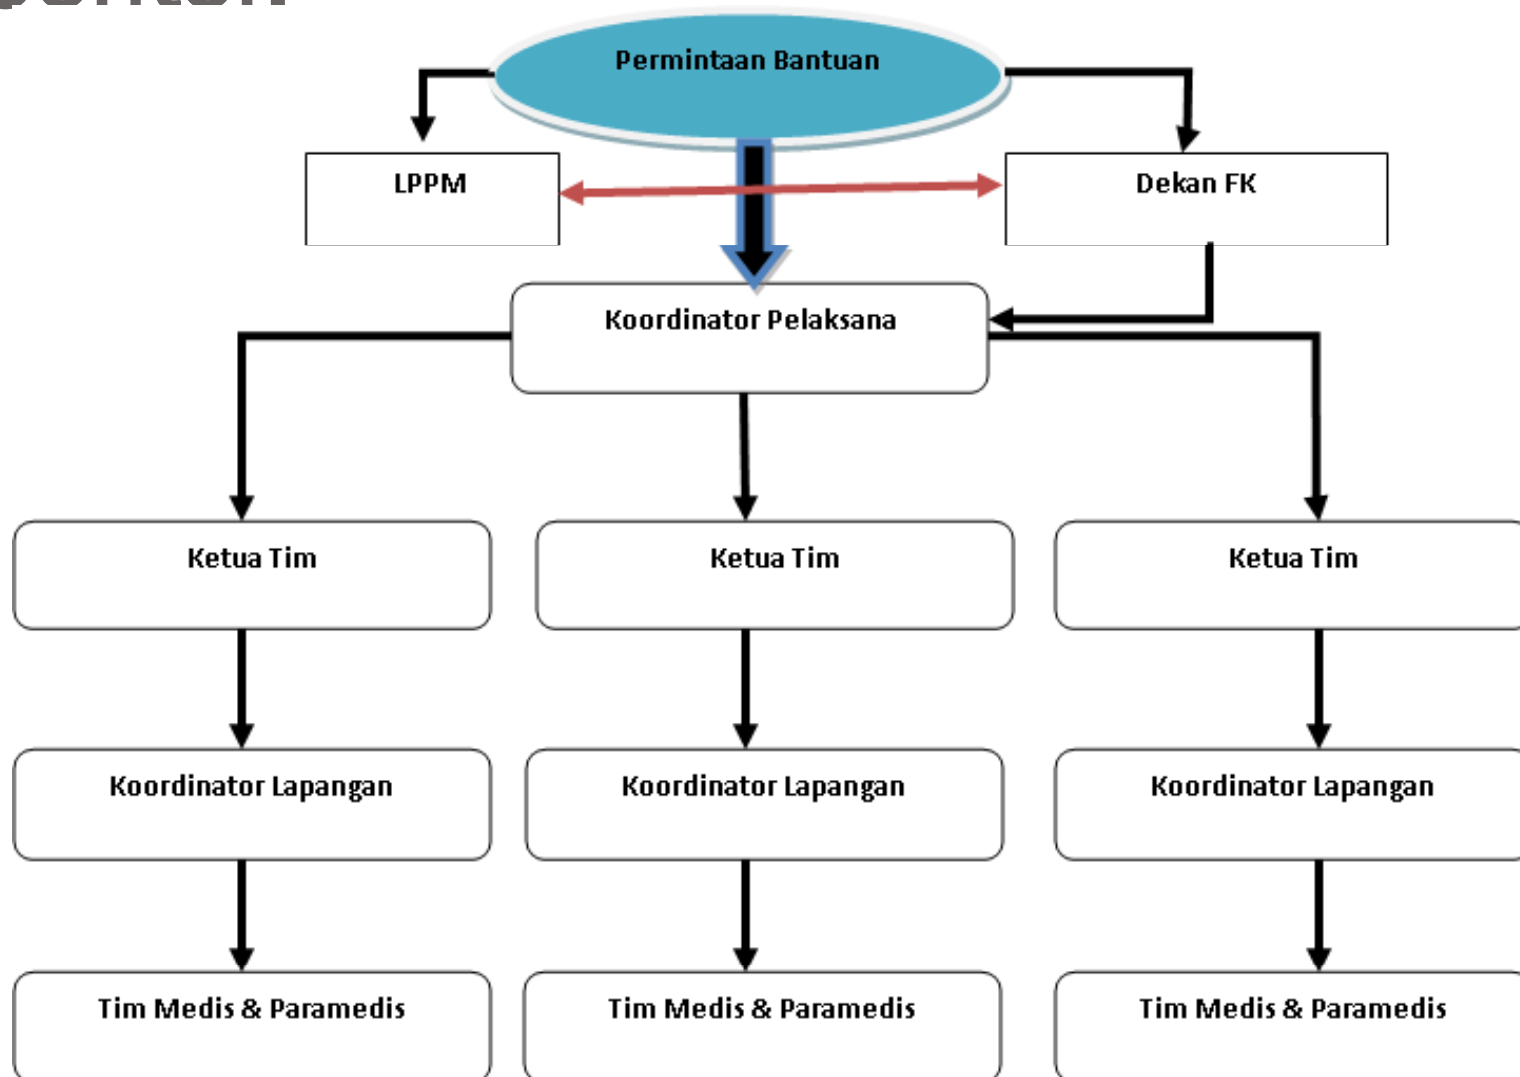 Permintaan Bantuan
LPPM
Dekan FK
Koordinator Pelaksana
Ketua Tim
Ketua Tim
Ketua Tim
Koordinator Lapangan
Koordinator Lapangan
Koordinator Lapangan
Tim Medis & Paramedis
Tim Medis & Paramedis
Tim Medis & Paramedis